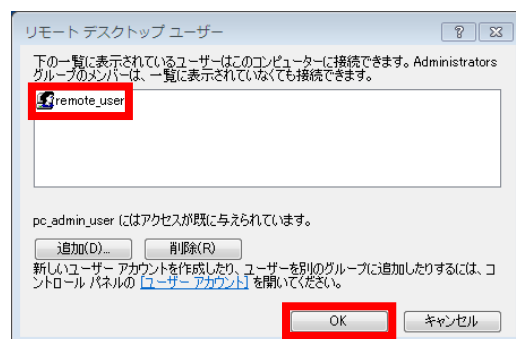 リモート デスクトップ ユーザー
下の一覧に表示されているユーザーはこのコンピューターに接続できます。Administrators
グループのメンバーは、一覧に表示されていなくても接続できます。
remote_user
pc_admin_user にはアクセスが既に与えられています。
追加(D)... 削除(R)
新しいユーザー アカウントを作成したり、ユーザーを別のグループに追加したりするには、コ
ントロール パネルの [ユーザー アカウント] を開いてください。
OK キャンセル